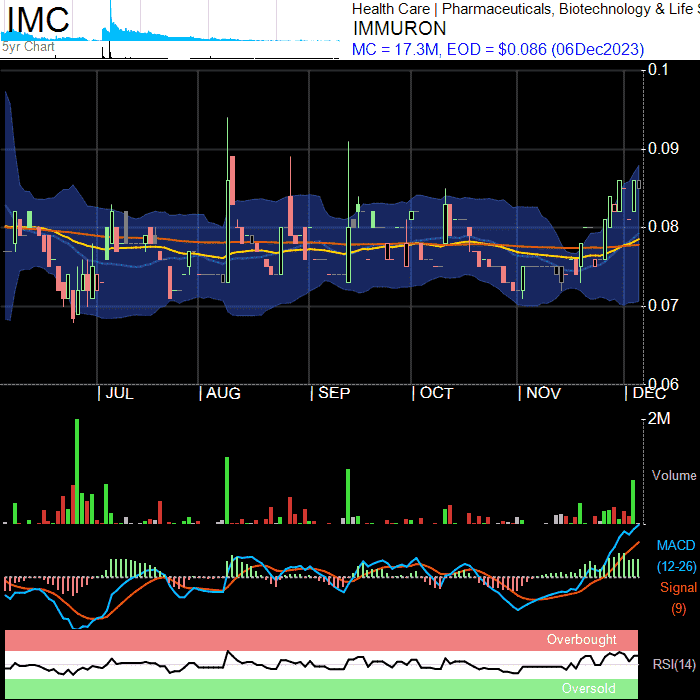 IMC
5yr Chart
Health Care | Pharmaceuticals, Biotechnology & Life S
IMMURON
MC = 17.3M, EOD = $0.086 (06Dec2023)
0.1
0.09
0.08
0.07
0.06
| JUL | AUG | SEP | OCT | NOV | DEC
2M
Volume
MACD
(12-26)
Signal
(9)
Overbought
RSI(14)
Oversold